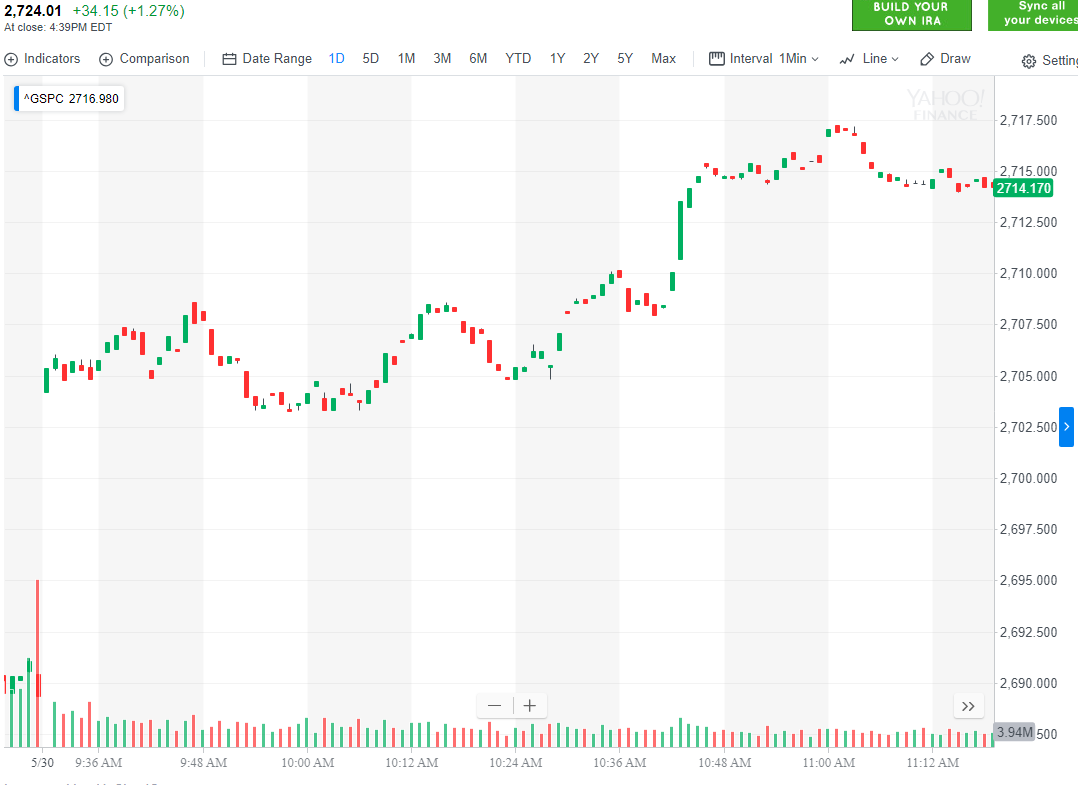 2,724.01 +34.15 (+1.27%)
At close: 4:39PM EDT
BUILD YOUR
OWN IRA
Sync all
your devices
Indicators Comparison Date Range 1D 5D 1M 3M 6M YTD 1Y 2Y 5Y Max Interval 1Min Line Draw Setting
^GSPC 2716.980
YAHOO!
FINANCE
2,717.500
2,715.000
2714.170
2,712.500
2,710.000
2,707.500
2,705.000
2,702.500
2,700.000
2,697.500
2,695.000
2,692.500
2,690.000
3.94M 500
5/30 9:36 AM 9:48 AM 10:00 AM 10:12 AM 10:24 AM 10:36 AM 10:48 AM 11:00 AM 11:12 AM